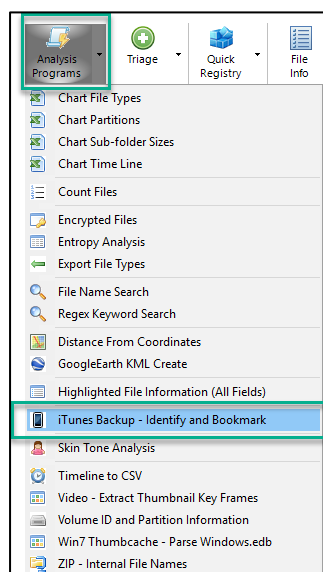 Analysis Programs
Triage
Quick Registry
File Info
Chart File Types
Chart Partitions
Chart Sub-folder Sizes
Chart Time Line
Count Files
Encrypted Files
Entropy Analysis
Export File Types
File Name Search
Regex Keyword Search
Distance From Coordinates
GoogleEarth KML Create
Highlighted File Information (All Fields)
iTunes Backup - Identify and Bookmark
Skin Tone Analysis
Timeline to CSV
Video - Extract Thumbnail Key Frames
Volume ID and Partition Information
Win7 Thumbcache - Parse Windows.edb
ZIP - Internal File Names